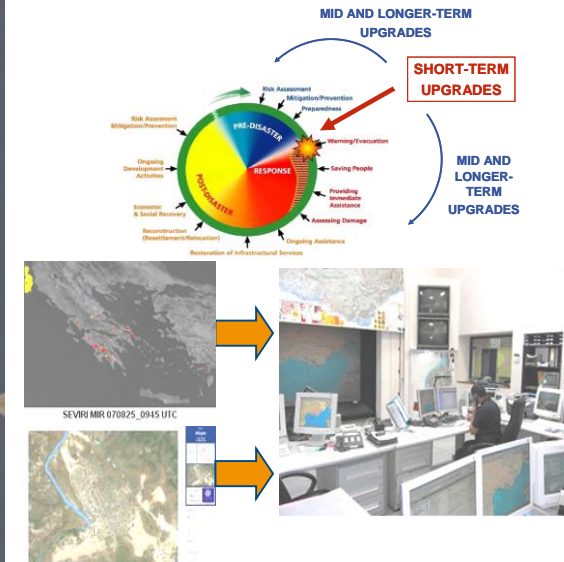 MID AND LONGER-TERM
UPGRADES
SHORT-TERM
UPGRADES
Risk Assessment
Mitigation/Prevention
Preparedness
Risk Assesment
Mitigation/Prevention
PRE-DISASTER
Warning/Evacuation
Ongoing
Development
Activities
RESPONSE
Saving People
MID AND
LONGER-
TERM
UPGRADES
POST-DISASTER
Providing
Immediate
Assistance
Economic
& Social Recovery
Assessing Damage
Reconstruction
(Resettlement/Relocation)
Ongoing Assistance
Restoration of Infrastructural Services
SEVIRI MIR 070825_0945 UTC